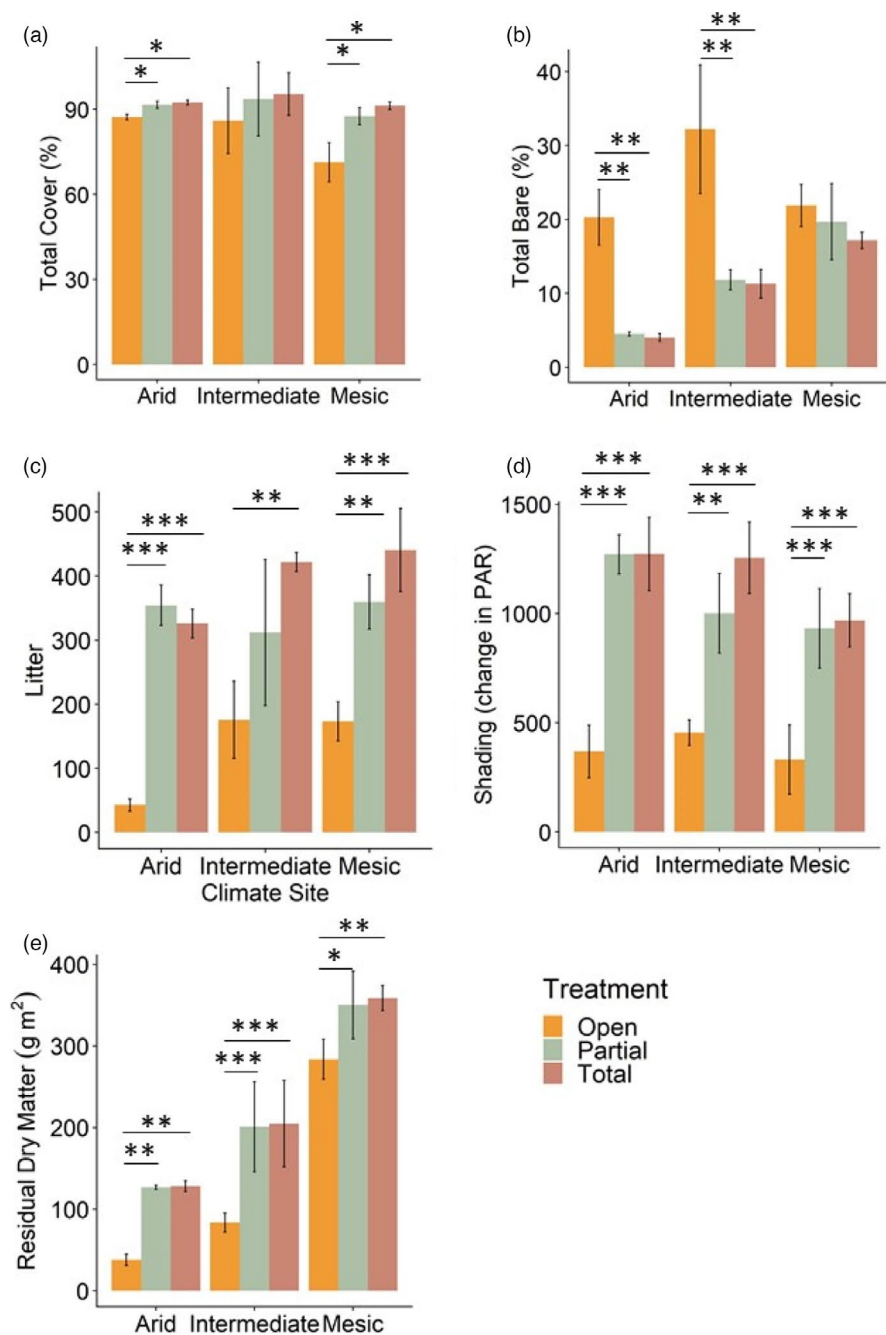 (a)
*
*
*
*
Total Cover (%)
90
60
30
0
Arid Intermediate Mesic
(b)
**
**
**
**
Total Bare (%)
40
30
20
10
0
Arid Intermediate Mesic
(c)
***
***
**
***
**
Litter
500
400
300
200
100
0
Arid Intermediate Mesic
Climate Site
(d)
***
***
***
**
***
***
Shading (change in PAR)
1500
1000
500
0
Arid Intermediate Mesic
(e)
**
**
***
***
**
*
Residual Dry Matter (g m²)
400
300
200
100
0
Arid Intermediate Mesic
Treatment
Open
Partial
Total